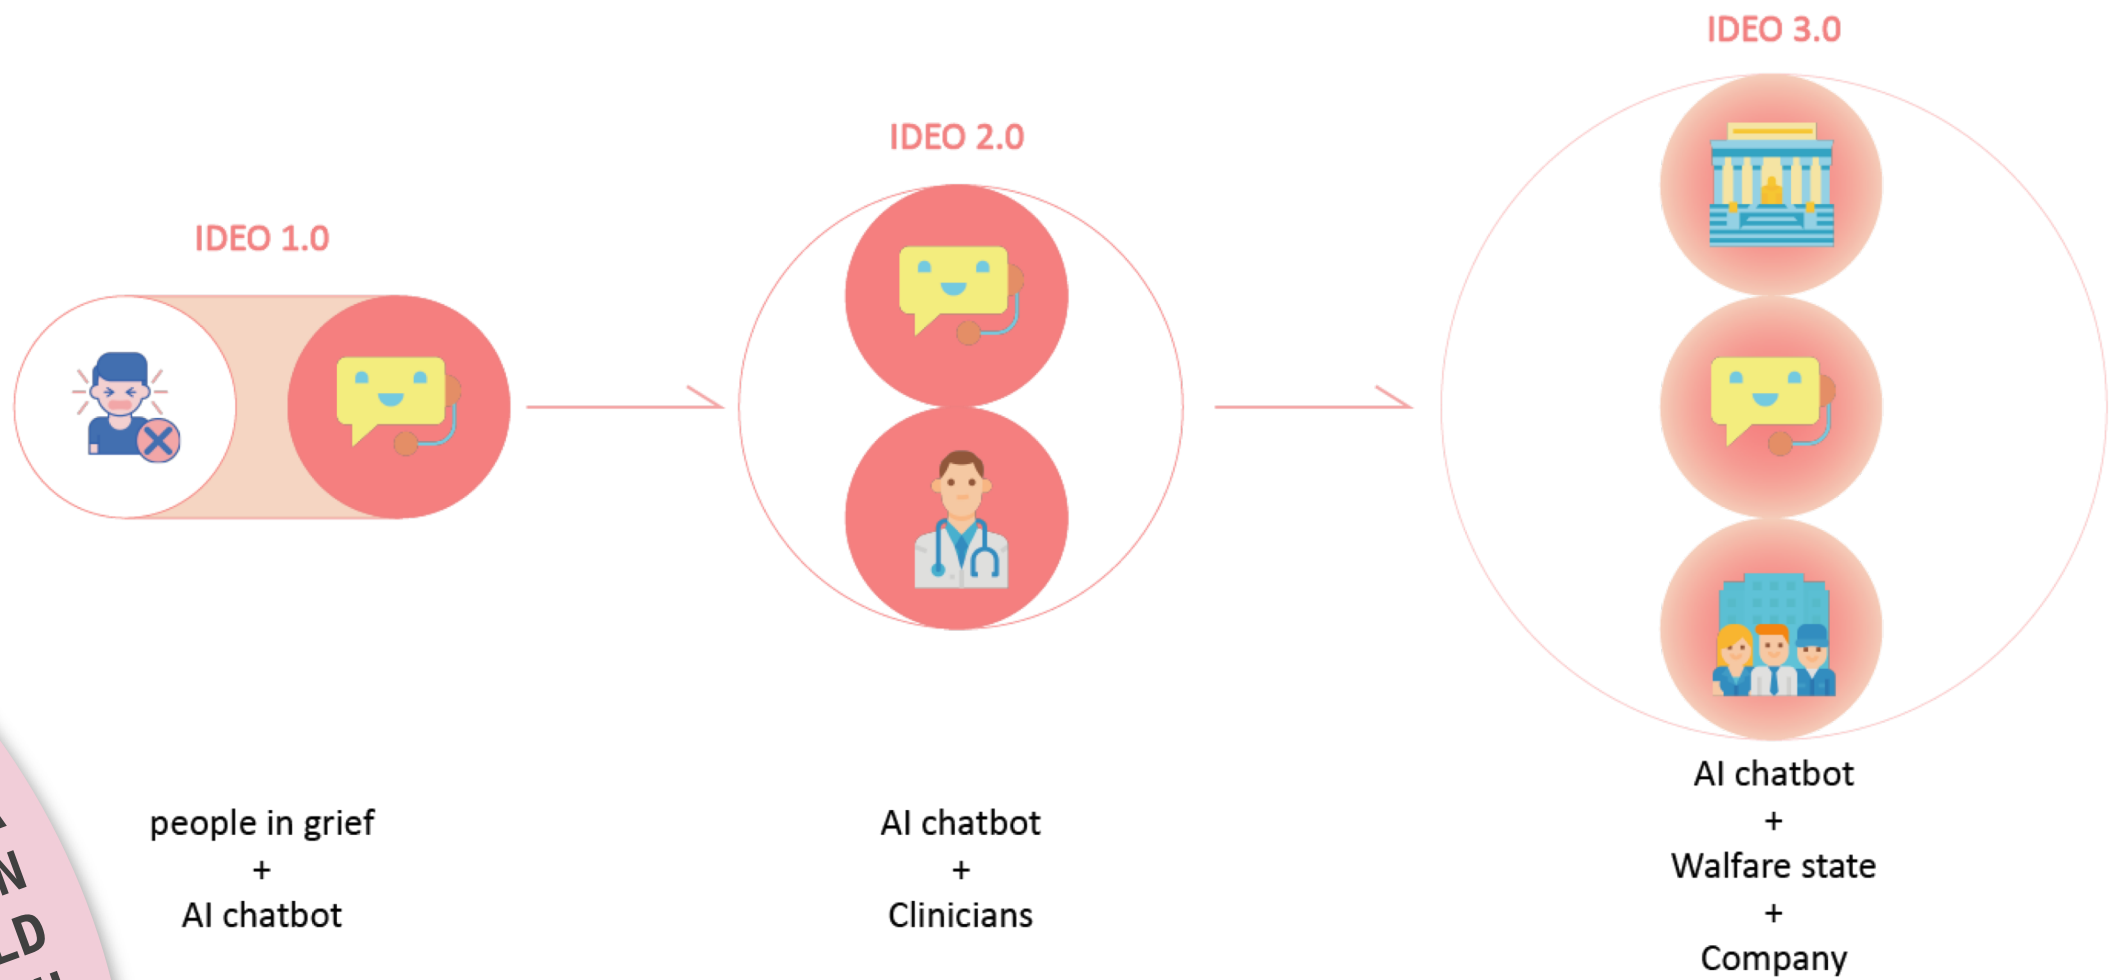 IDEO 1.0
people in grief
+
AI chatbot
IDEO 2.0
AI chatbot
+
Clinicians
IDEO 3.0
AI chatbot
+
Walfare state
+
Company